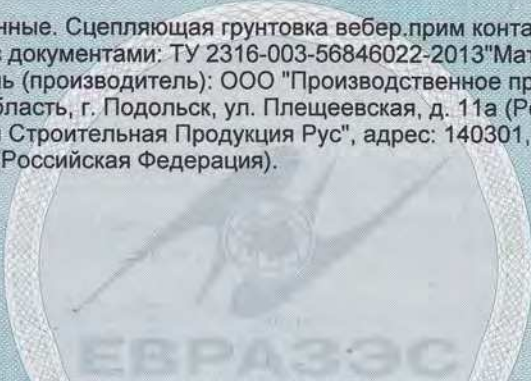 нные. Сцепляющая грунтовка вебер.прим конта
документами: ТУ 2316-003-56846022-2013"Мат
ь (производитель): ООО "Производственное пр
бласть, г. Подольск, ул. Плещеевская, д. 11а (Р
Строительная Продукция Рус", адрес: 140301,
Российская Федерация).
ЕВРАЗЭС